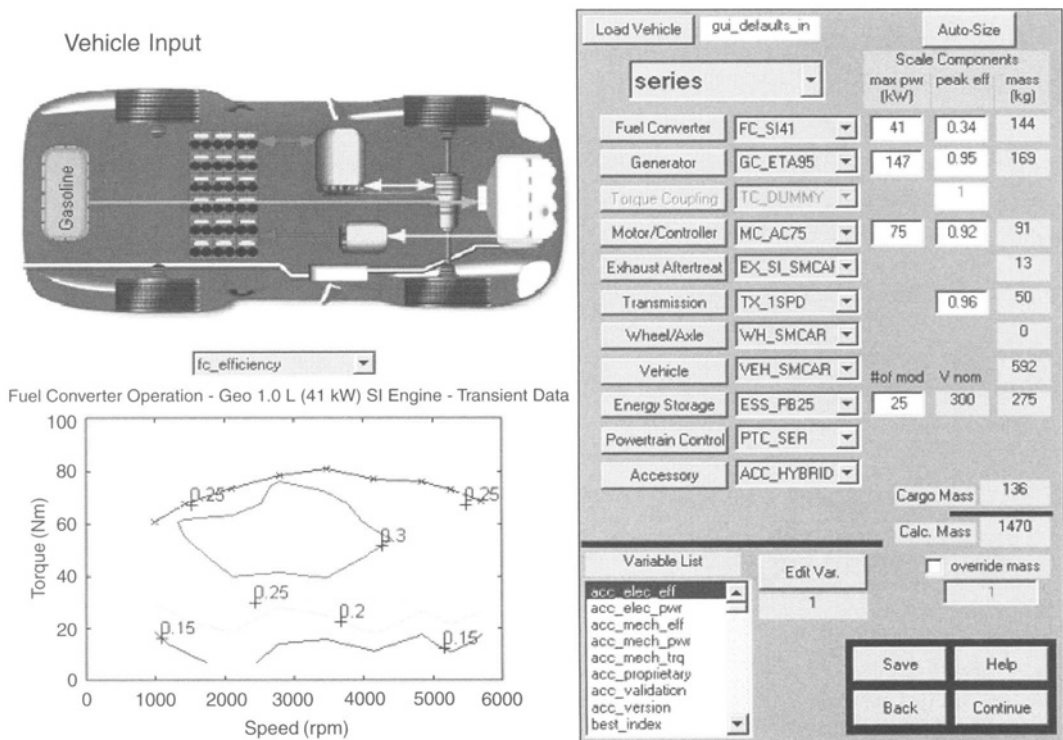 Vehicle Input
Gasoline
fc_efficiency
Fuel Converter Operation - Geo 1.0 L (41 kW) SI Engine - Transient Data
100
80
60
40
20
0
Torque (Nm)
0.25
0.25
0.3
0.25
0.2
0.15
0.15
0 1000 2000 3000 4000 5000 6000
Speed (rpm)
Load Vehicle gui_defaults_in Auto-Size
series
Scale Components
max pwr (kW) peak eff mass (kg)
Fuel Converter FC_SI41 41 0.34 144
Generator GC_ETA95 147 0.95 169
Torque Coupling TC_DUMMY 1
Motor/Controller MC_AC75 75 0.92 91
Exhaust Aftertreat EX_SI_SMCAI 13
Transmission TX_1SPD 0.96 50
Wheel/Axle WH_SMCAR 0
Vehicle VEH_SMCAR 592
#of mod V nom
Energy Storage ESS_PB25 25 300 275
Powertrain Control PTC_SER
Accessory ACC_HYBRID
Cargo Mass 136
Calc. Mass 1470
override mass
1
Variable List
acc_elec_eff
acc_elec_pwr
acc_mech_eff
acc_mech_pwr
acc_mech_trq
acc_proprietary
acc_validation
acc_version
best_index
Edit Var.
1
Save Help
Back Continue